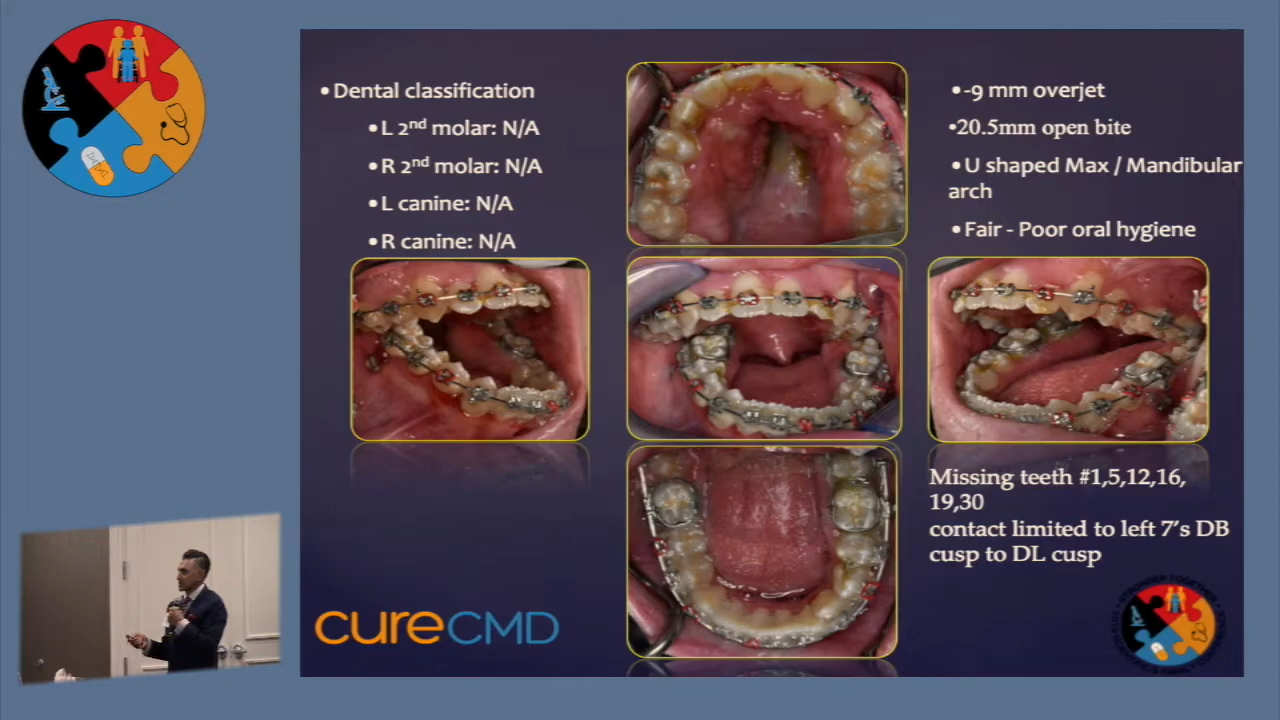 •Dental classification
•L 2nd molar: N/A
•R 2nd molar: N/A
•L canine: N/A
•R canine: N/A
•-9 mm overjet
•20.5mm open bite
•U shaped Max / Mandibular
arch
•Fair - Poor oral hygiene
Missing teeth #1,5,12,16,
19,30
contact limited to left 7's DB
cusp to DL cusp
cureCMD